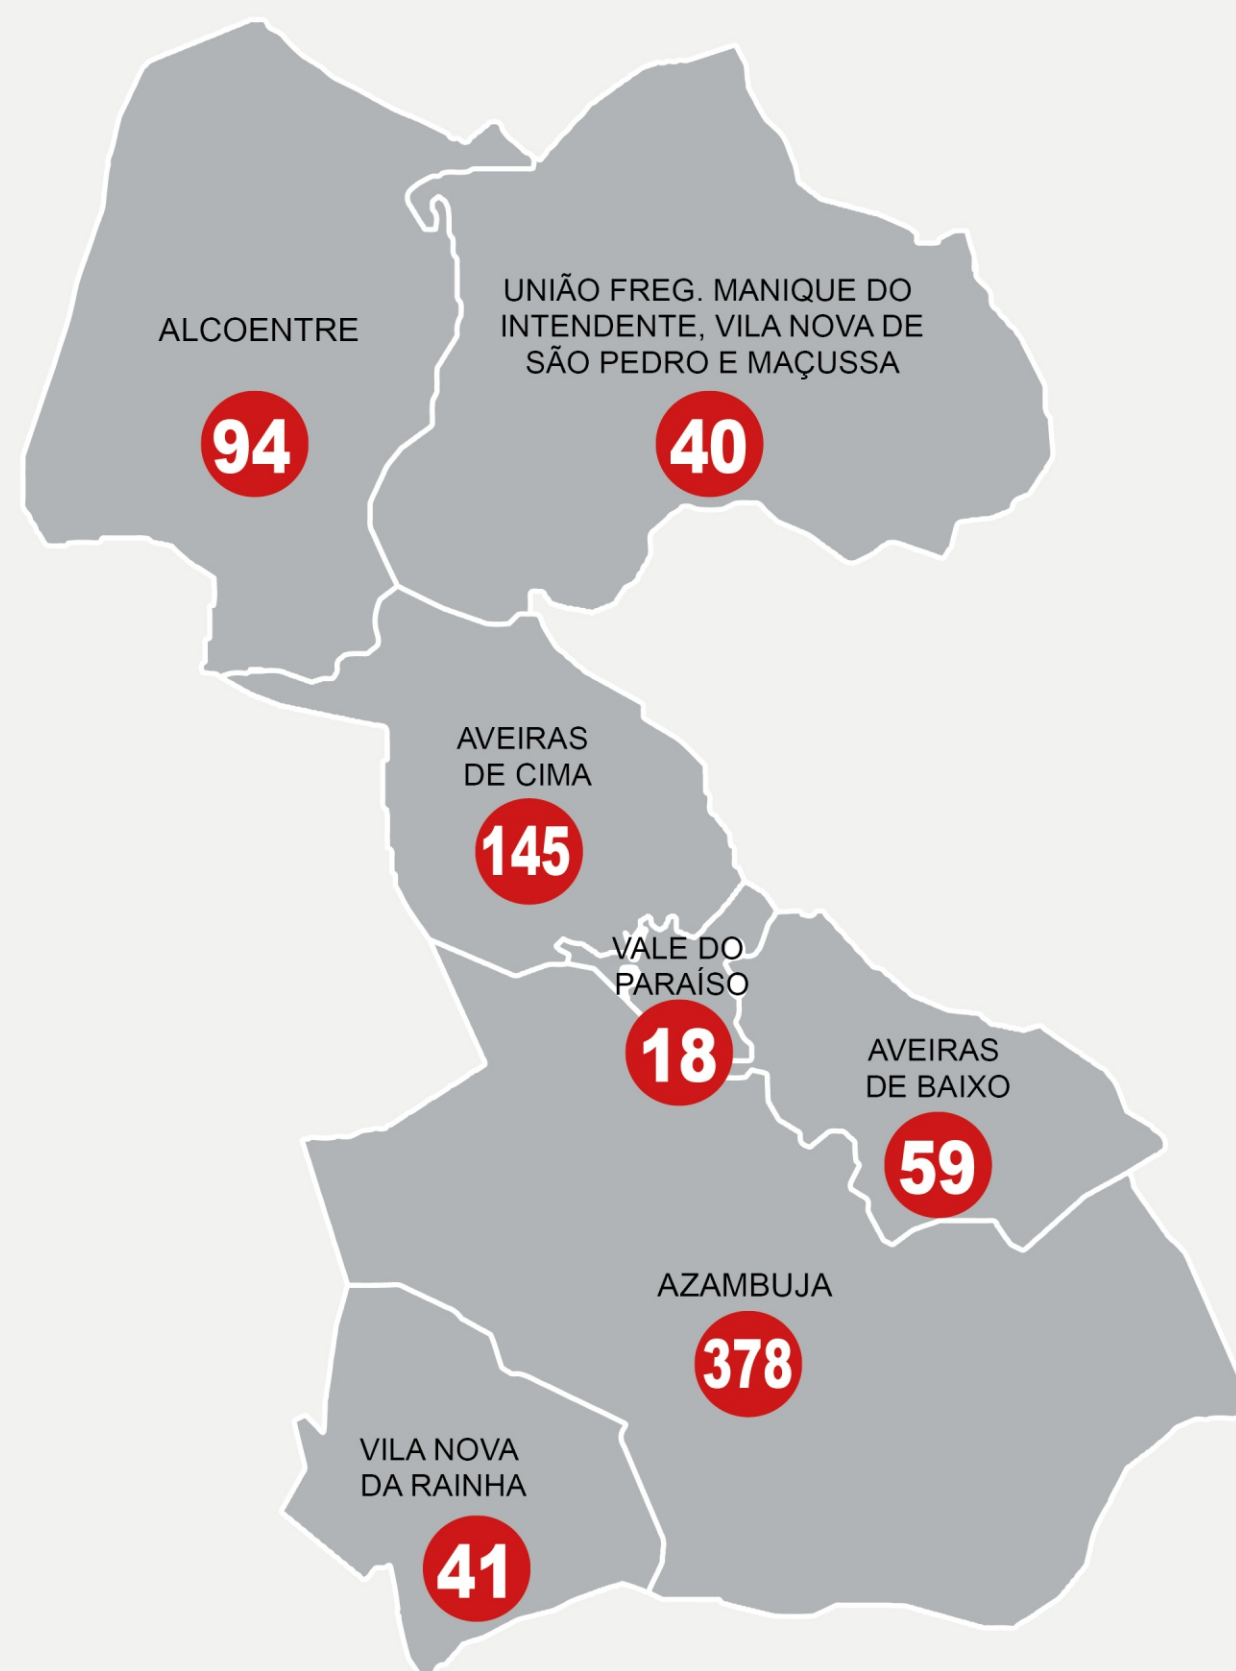 ALCOENTRE
94
UNIÃO FREG. MANIQUE DO
INTENDENTE, VILA NOVA DE
SÃO PEDRO E MAÇUSSA
40
AVEIRAS
DE CIMA
145
VALE DO
PARAÍSO
18
AVEIRAS
DE BAIXO
59
AZAMBUJA
378
VILA NOVA
DA RAINHA
41